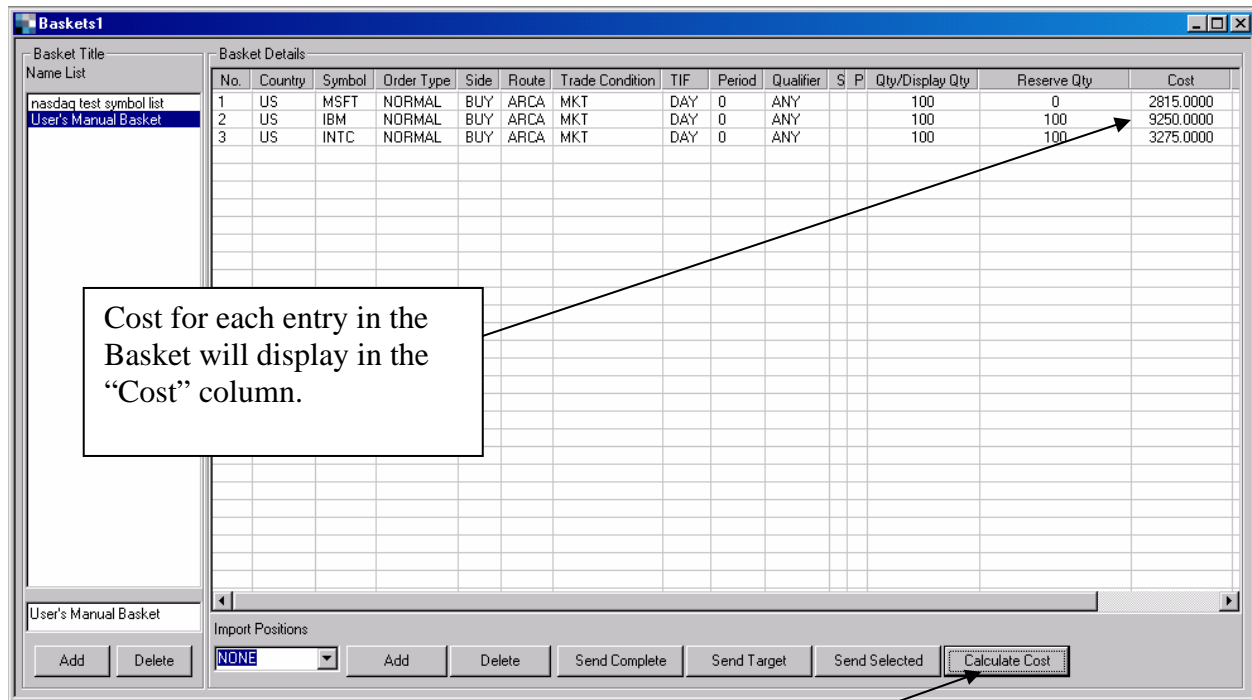 Baskets1
Basket Title
Name List
nasdaq test symbol list
User's Manual Basket
User's Manual Basket
Add Delete
Basket Details
No. Country Symbol Order Type Side Route Trade Condition TIF Period Qualifier S P Qty/Display Qty Reserve Qty Cost
1 US MSFT NORMAL BUY ARCA MKT DAY 0 ANY 100 0 2815.0000
2 US IBM NORMAL BUY ARCA MKT DAY 0 ANY 100 100 9250.0000
3 US INTC NORMAL BUY ARCA MKT DAY 0 ANY 100 100 3275.0000
Cost for each entry in the
Basket will display in the
“Cost” column.
Import Positions
NONE Add Delete Send Complete Send Target Send Selected Calculate Cost